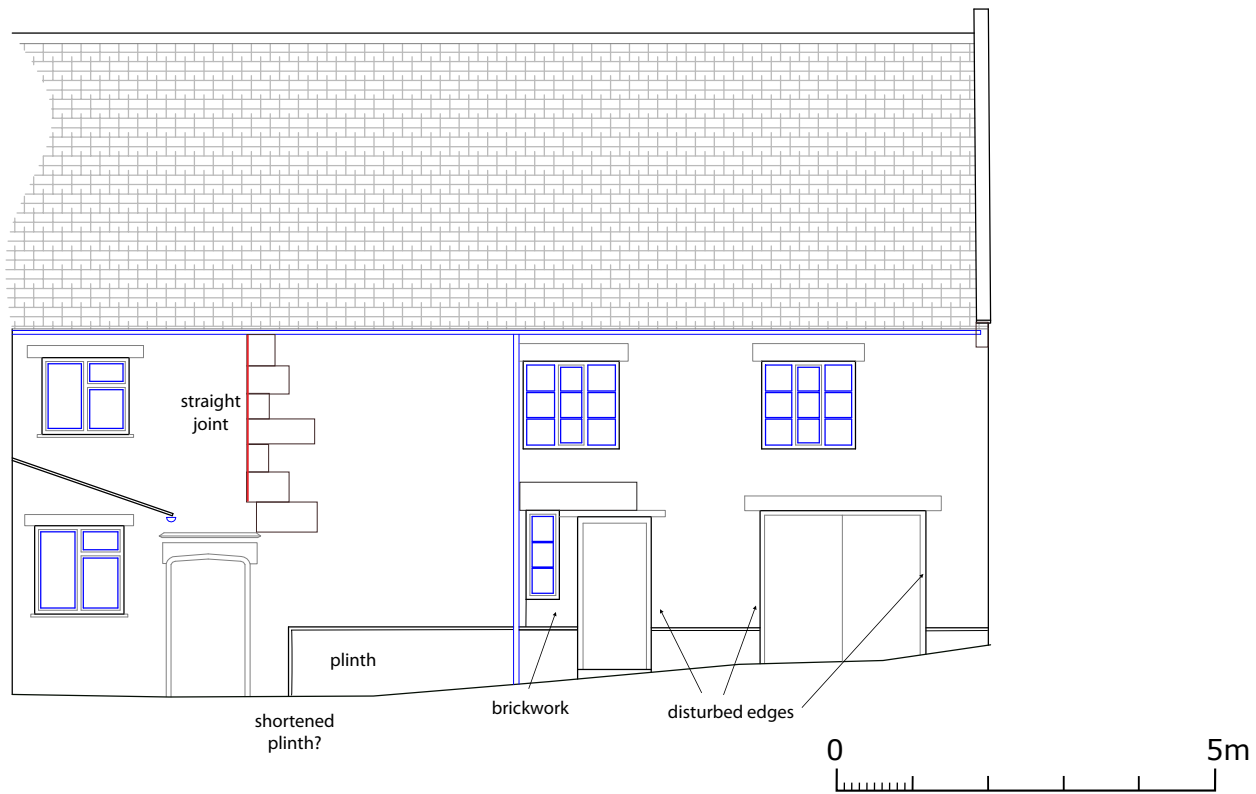 straight
joint
plinth
brickwork
disturbed edges
shortened
plinth?
0 5m